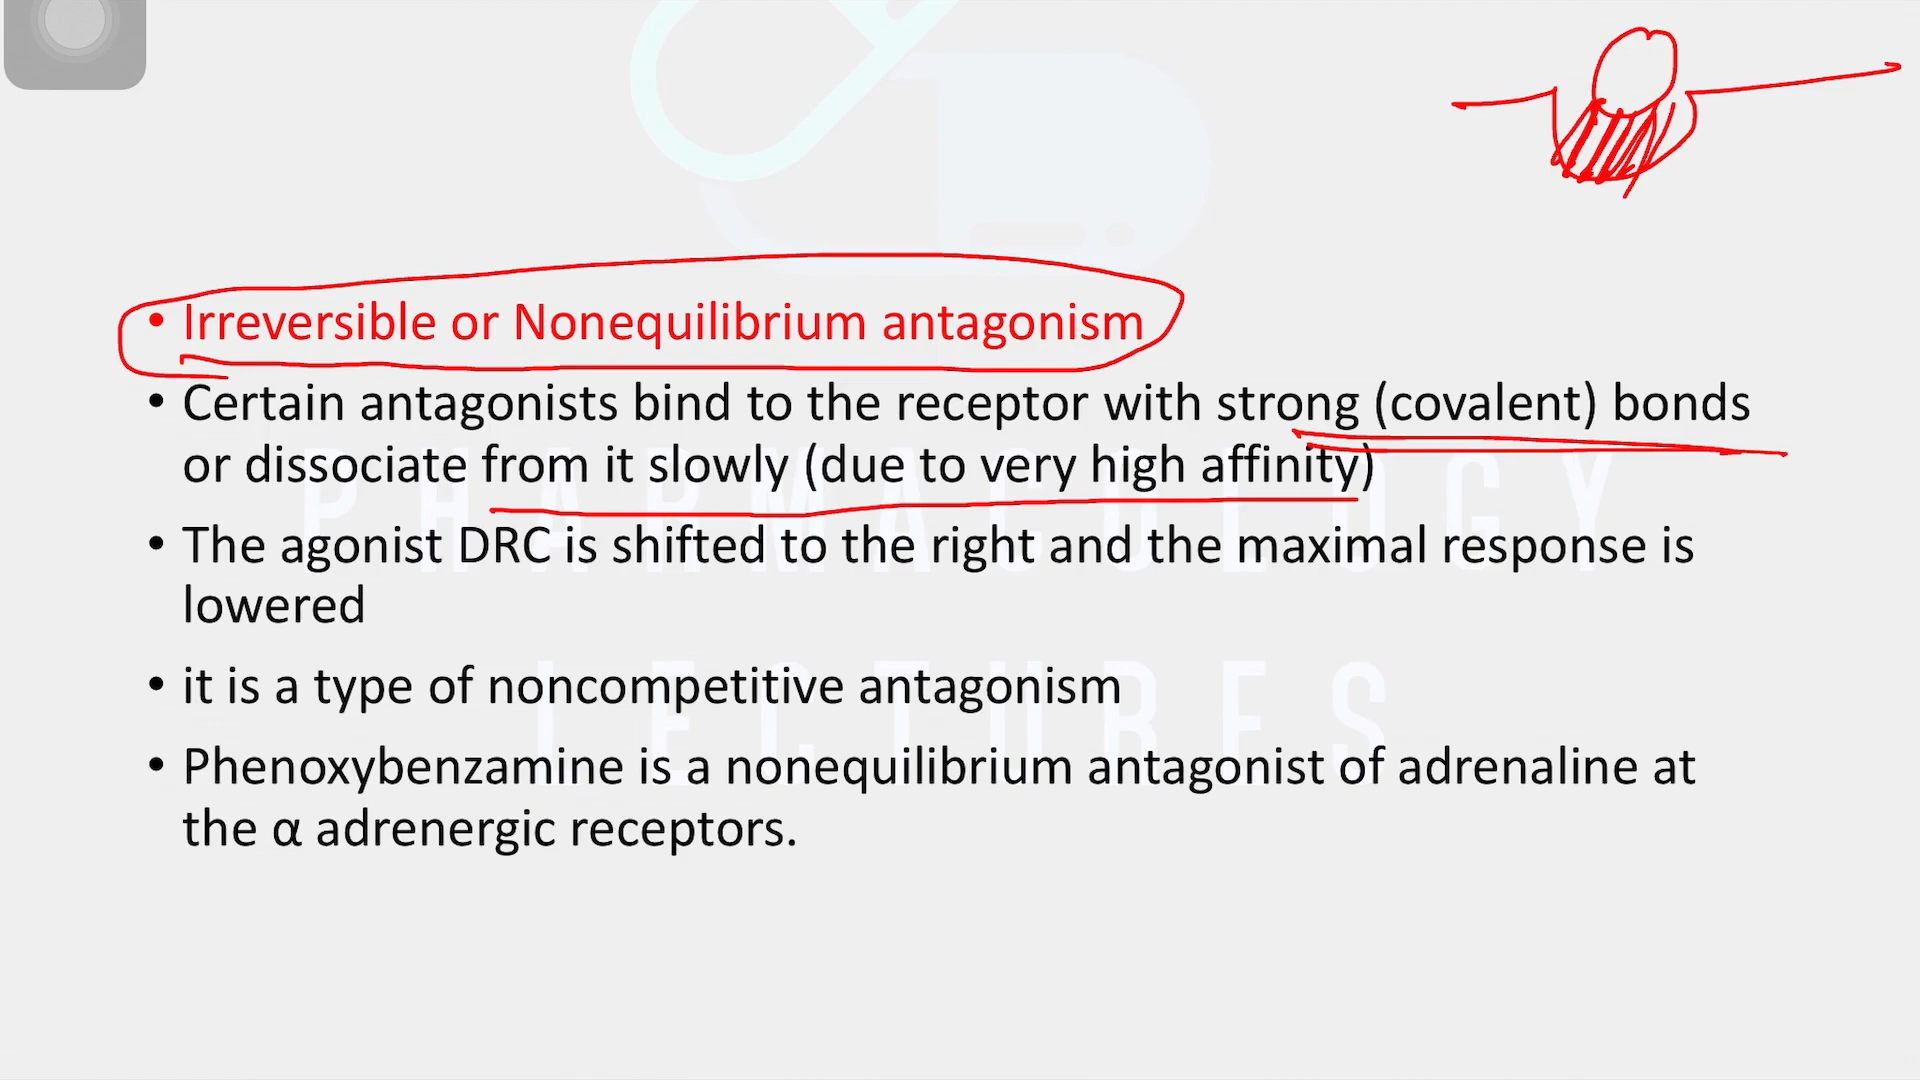 • Irreversible or Nonequilibrium antagonism
• Certain antagonists bind to the receptor with strong (covalent) bonds
or dissociate from it slowly (due to very high affinity)
• The agonist DRC is shifted to the right and the maximal response is
lowered
• it is a type of noncompetitive antagonism
• Phenoxybenzamine is a nonequilibrium antagonist of adrenaline at
the α adrenergic receptors.
PHARMACOLOGY
LECTURES